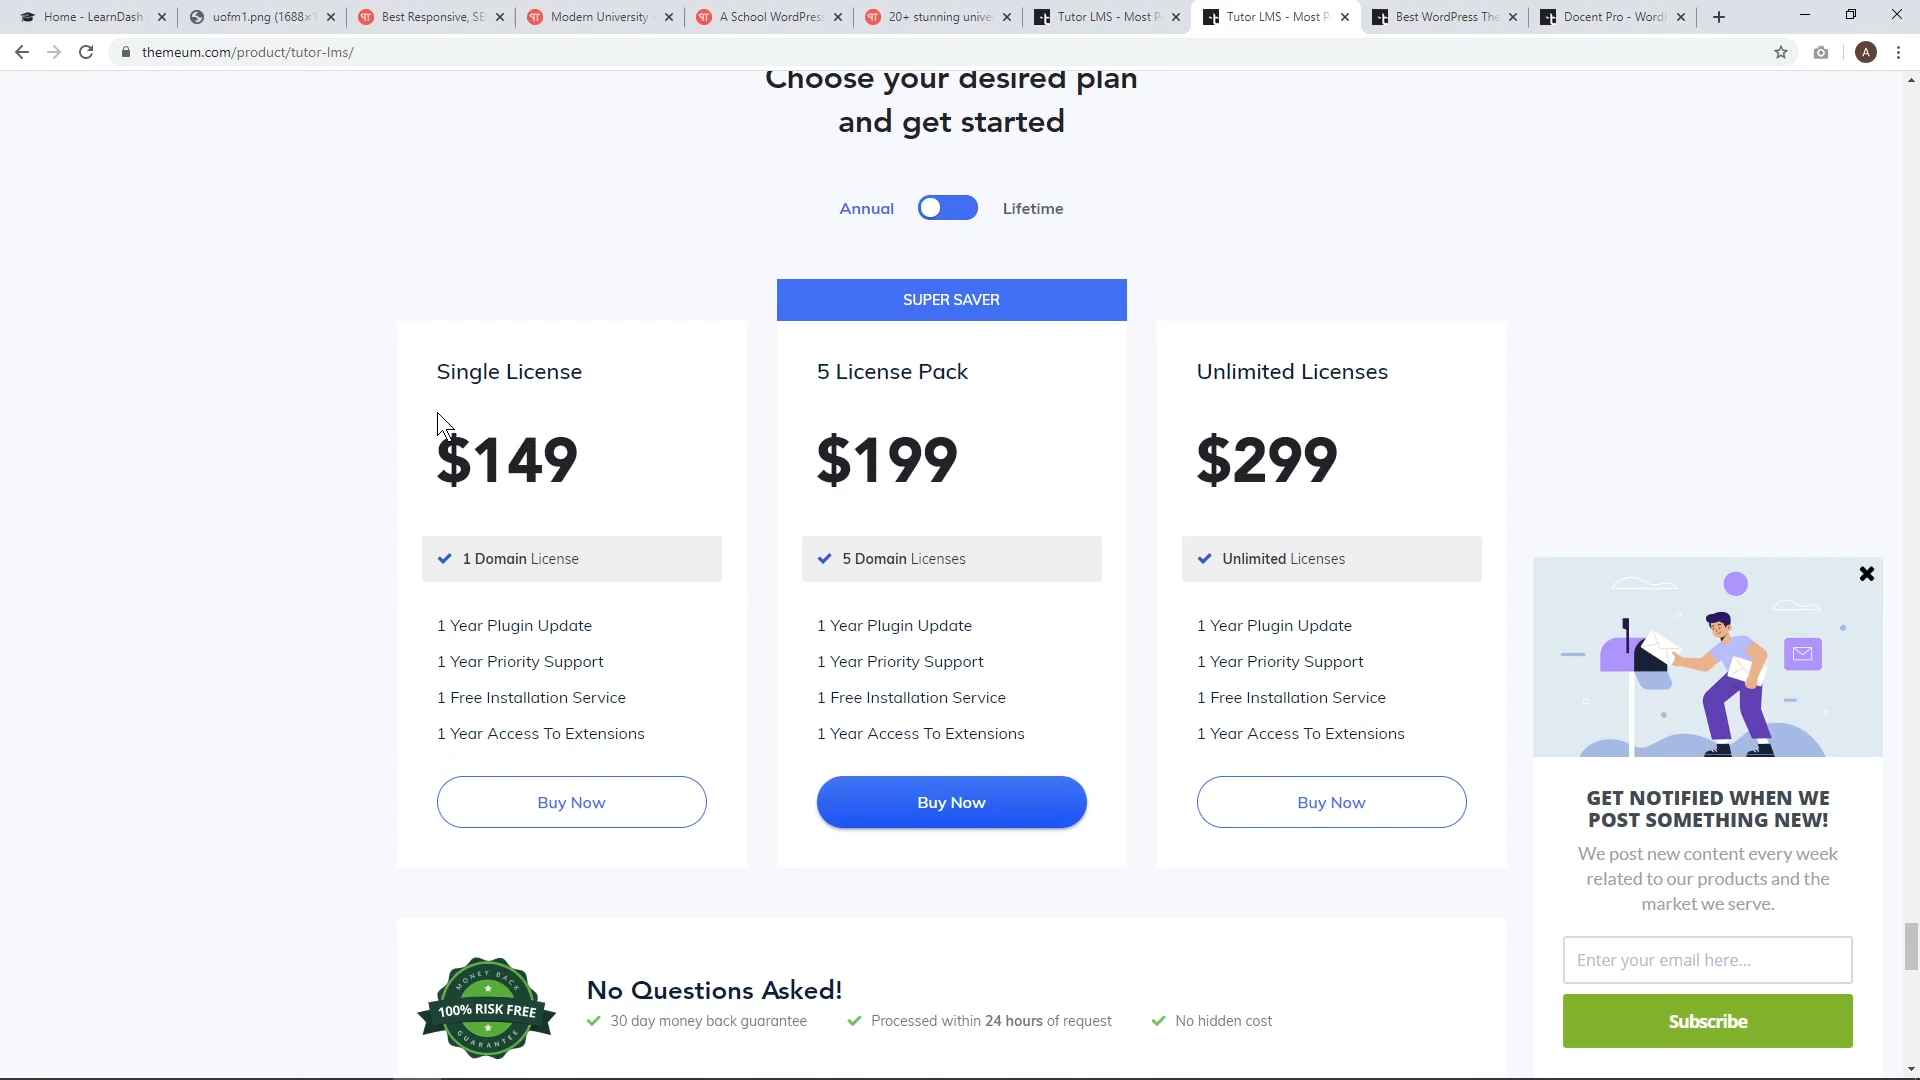 Home - LearnDash
uofm1.png (1688×1
Best Responsive, SE
Modern University -
A School WordPress
20+ stunning unive
Tutor LMS - Most P
Tutor LMS - Most P
Best WordPress The
Docent Pro - Word
themeum.com/product/tutor-lms/
A
Choose your desired plan
and get started
Annual
Lifetime
SUPER SAVER
Single License
5 License Pack
Unlimited Licenses
$149
$199
$299
1 Domain License
5 Domain Licenses
Unlimited Licenses
1 Year Plugin Update
1 Year Plugin Update
1 Year Plugin Update
1 Year Priority Support
1 Year Priority Support
1 Year Priority Support
1 Free Installation Service
1 Free Installation Service
1 Free Installation Service
1 Year Access To Extensions
1 Year Access To Extensions
1 Year Access To Extensions
Buy Now
Buy Now
Buy Now
MONEY BACK
100% RISK FREE
GUARANTEE
No Questions Asked!
30 day money back guarantee
Processed within 24 hours of request
No hidden cost
GET NOTIFIED WHEN WE
POST SOMETHING NEW!
We post new content every week
related to our products and the
market we serve.
Enter your email here...
Subscribe